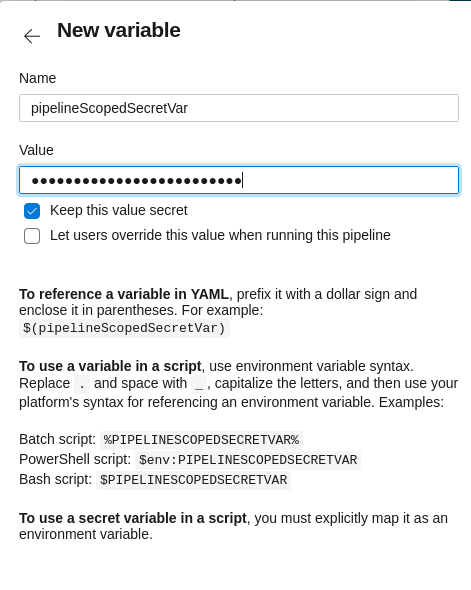 New variable
Name
pipelineScopedSecretVar
Value
●●●●●●●●●●●●●●●●●●●●●●●●●
Keep this value secret
Let users override this value when running this pipeline
To reference a variable in YAML, prefix it with a dollar sign and
enclose it in parentheses. For example:
$(pipelineScopedSecretVar)
To use a variable in a script, use environment variable syntax.
Replace . and space with _, capitalize the letters, and then use your
platform's syntax for referencing an environment variable. Examples:
Batch script: %PIPELINESCOPEDSECRETVAR%
PowerShell script: $env:PIPELINESCOPEDSECRETVAR
Bash script: $PIPELINESCOPEDSECRETVAR
To use a secret variable in a script, you must explicitly map it as an
environment variable.